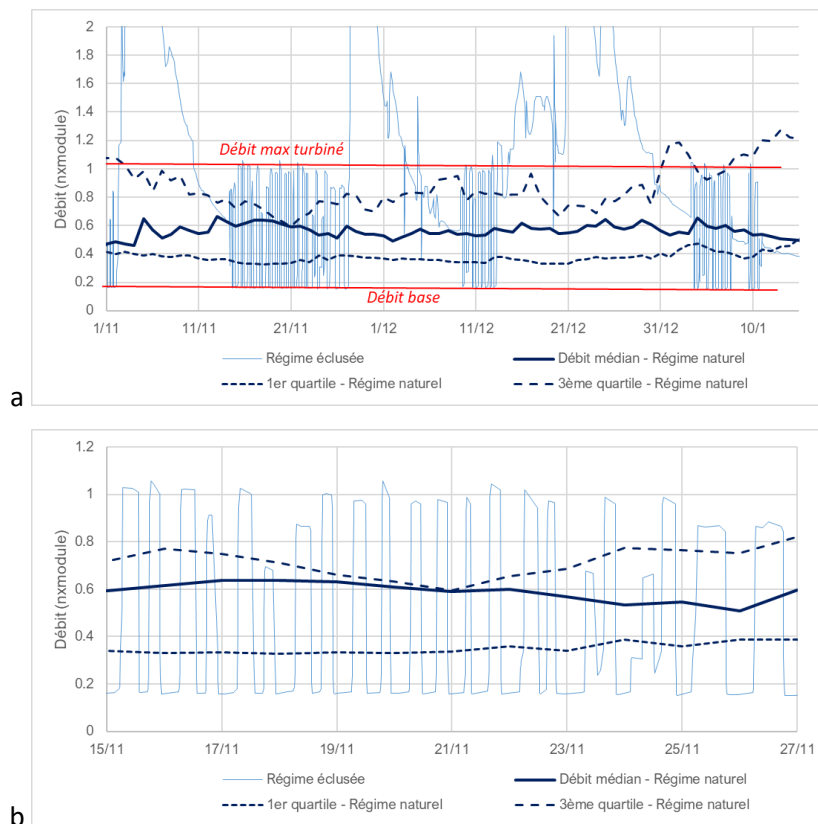 2
1.8
1.6
1.4
1.2
1
0.8
0.6
0.4
0.2
0
Débit (nxmodule)
Débit max turbiné
Débit base
1/11 11/11 21/11 1/12 11/12 21/12 31/12 10/1
Régime éclusée Débit médian - Régime naturel
1er quartile - Régime naturel 3ème quartile - Régime naturel
a
1.2
1
0.8
0.6
0.4
0.2
0
Débit (nxmodule)
15/11 17/11 19/11 21/11 23/11 25/11 27/11
Régime éclusée Débit médian - Régime naturel
1er quartile - Régime naturel 3ème quartile - Régime naturel
b